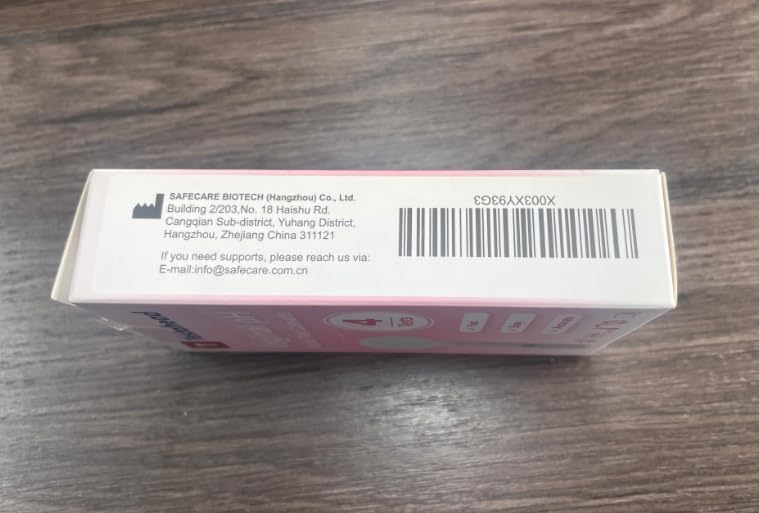 SAFECARE BIOTECH (Hangzhou) Co., Ltd.
Building 2/203,No. 18 Haishu Rd.
Cangqian Sub-district, Yuhang District,
Hangzhou, Zhejiang China 311121
If you need supports, please reach us via:
E-mail:info@safecare.com.cn
X003XY93G3
4